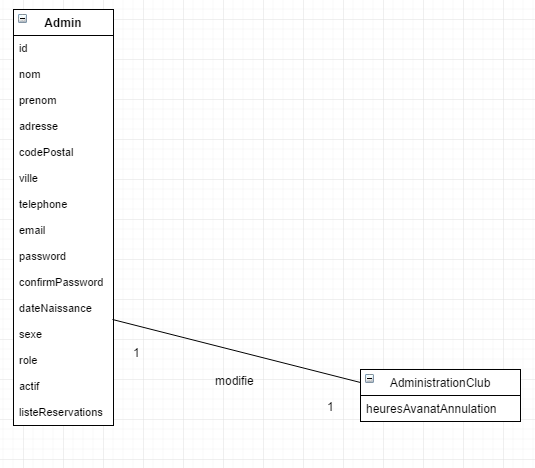 Admin
id
nom
prenom
adresse
codePostal
ville
telephone
email
password
confirmPassword
dateNaissance
sexe
role
actif
listeReservations
1
modifie
1
AdministrationClub
heuresAvanatAnnulation